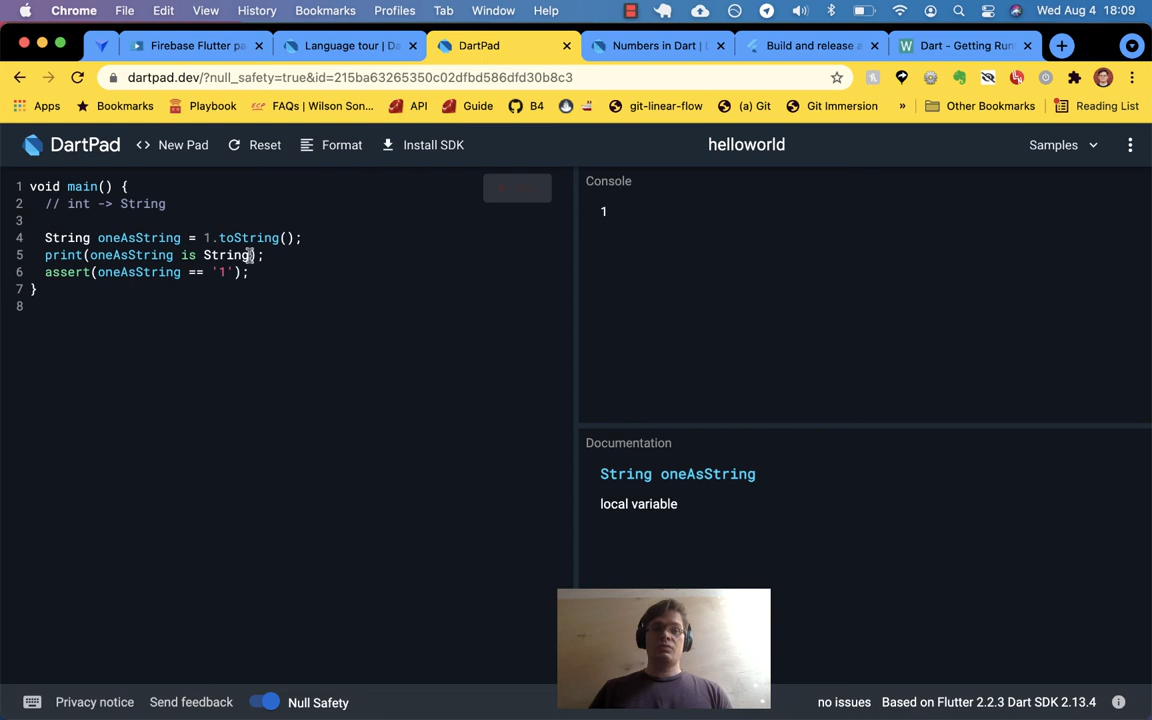 Chrome File Edit View History Bookmarks Profiles Tab Window Help Wed Aug 4 18:09
Firebase Flutter pa
Language tour | Da
DartPad
Numbers in Dart |
Build and release a
Dart - Getting Run
dartpad.dev/?null_safety=true&id=215ba63265350c02dfbd586dfd30b8c3
Apps Bookmarks Playbook FAQs | Wilson Son... API Guide B4 git-linear-flow (a) Git Git Immersion » Other Bookmarks Reading List
DartPad <> New Pad Reset Format Install SDK helloworld Samples
1 void main() {
2 // int -> String
3
4 String oneAsString = 1.toString();
5 print(oneAsString is String);
6 assert(oneAsString == '1');
7 }
8
Console
1
Documentation
String oneAsString
local variable
Privacy notice Send feedback Null Safety no issues Based on Flutter 2.2.3 Dart SDK 2.13.4